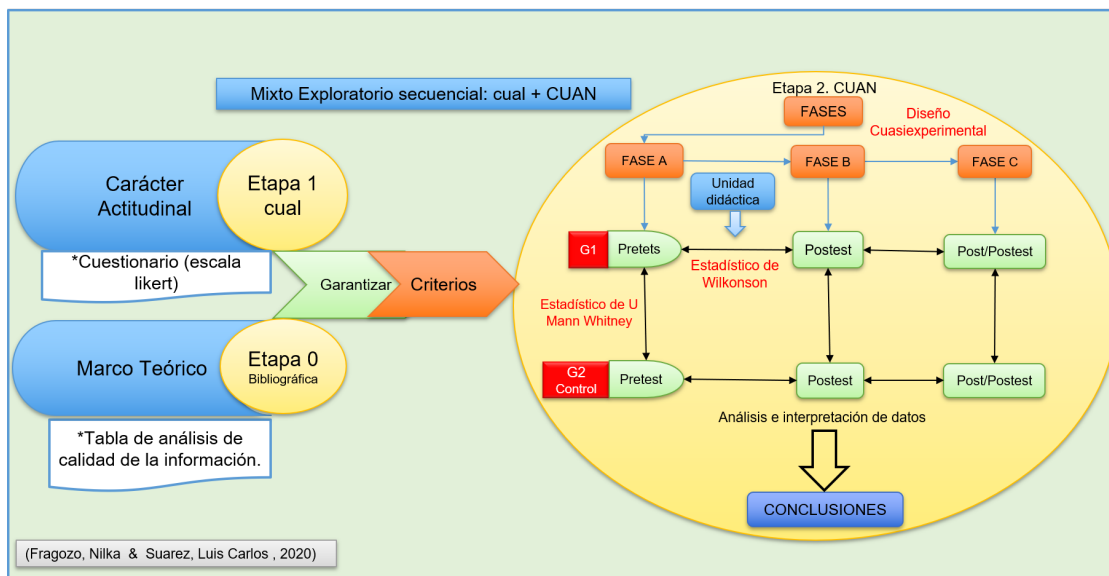 Mixto Exploratorio secuencial: cual + CUAN
Carácter
Actitudinal
Etapa 1
cual
*Cuestionario (escala
likert)
Garantizar
Criterios
Marco Teórico
Etapa 0
Bibliográfica
*Tabla de análisis de
calidad de la información.
(Fragozo, Nilka & Suarez, Luis Carlos , 2020)
Etapa 2. CUAN
FASES
Diseño
Cuasiexperimental
FASE A
FASE B
FASE C
Unidad
didáctica
G1
Pretets
Postest
Post/Postest
Estadístico de
Wilkonson
Estadístico de U
Mann Whitney
G2
Control
Pretest
Postest
Post/Postest
Análisis e interpretación de datos
CONCLUSIONES